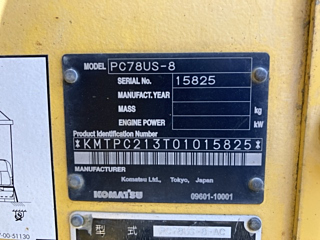 MODEL PC78US-8
SERIAL No. 15825
MANUFACT.YEAR
MASS kg
ENGINE POWER kW
Product Identification Number
*KMTPC213T01015825*
MANUFACTURER
Komatsu Ltd., Tokyo, Japan
KOMATSU 09601-10001
型